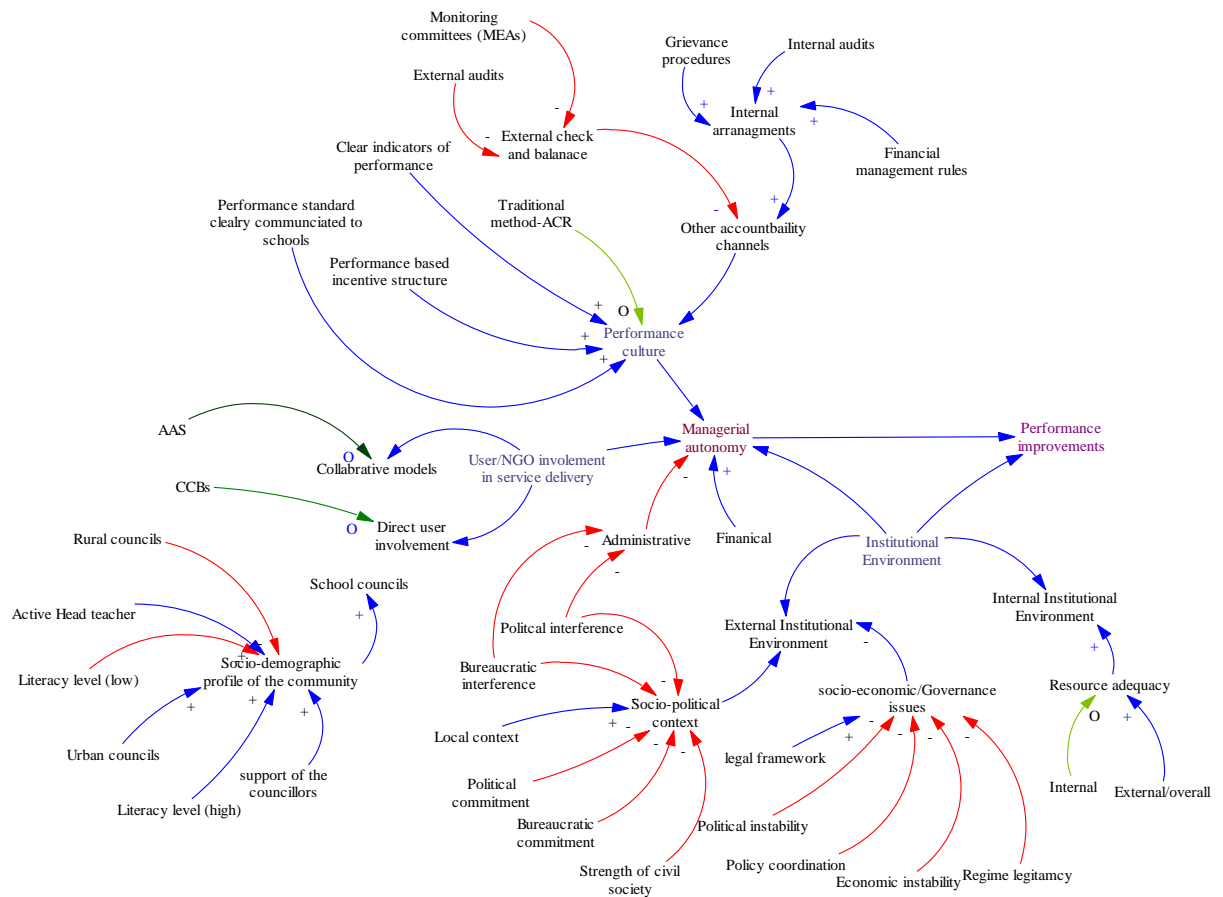 Monitoring
committees (MEAs)
External audits
Grievance
procedures
Internal audits
-
-
External check
and balanace
+
+
+
Internal
arranagments
Financial
management rules
Clear indicators of
performance
Performance standard
clealry communciated to
schools
Traditional
method-ACR
-
+
Other accountbaility
channels
Performance based
incentive structure
+
O
+
+
Performance
culture
AAS
O
Collabrative models
User/NGO involement
in service delivery
Managerial
autonomy
Performance
improvements
-
+
CCBs
O
Direct user
involvement
Administrative
-
-
Finanical
Institutional
Environment
Rural councils
School councils
+
Active Head teacher
Internal Institutional
Environment
+
Politcal interference
External Institutional
Environment
-
-
+
Socio-demographic
profile of the community
Literacy level (low)
+
+
+
Bureaucratic
interference
-
-
Socio-political
context
+
-
-
-
socio-economic/Governance
issues
-
+
-
-
-
Resource adequacy
O
+
Local context
Urban councils
legal framework
support of the
councillors
Literacy level (high)
Political
commitment
Internal
External/overall
Bureaucratic
commitment
Political instability
Strength of civil
society
Policy coordination
Economic instability
Regime legitamcy